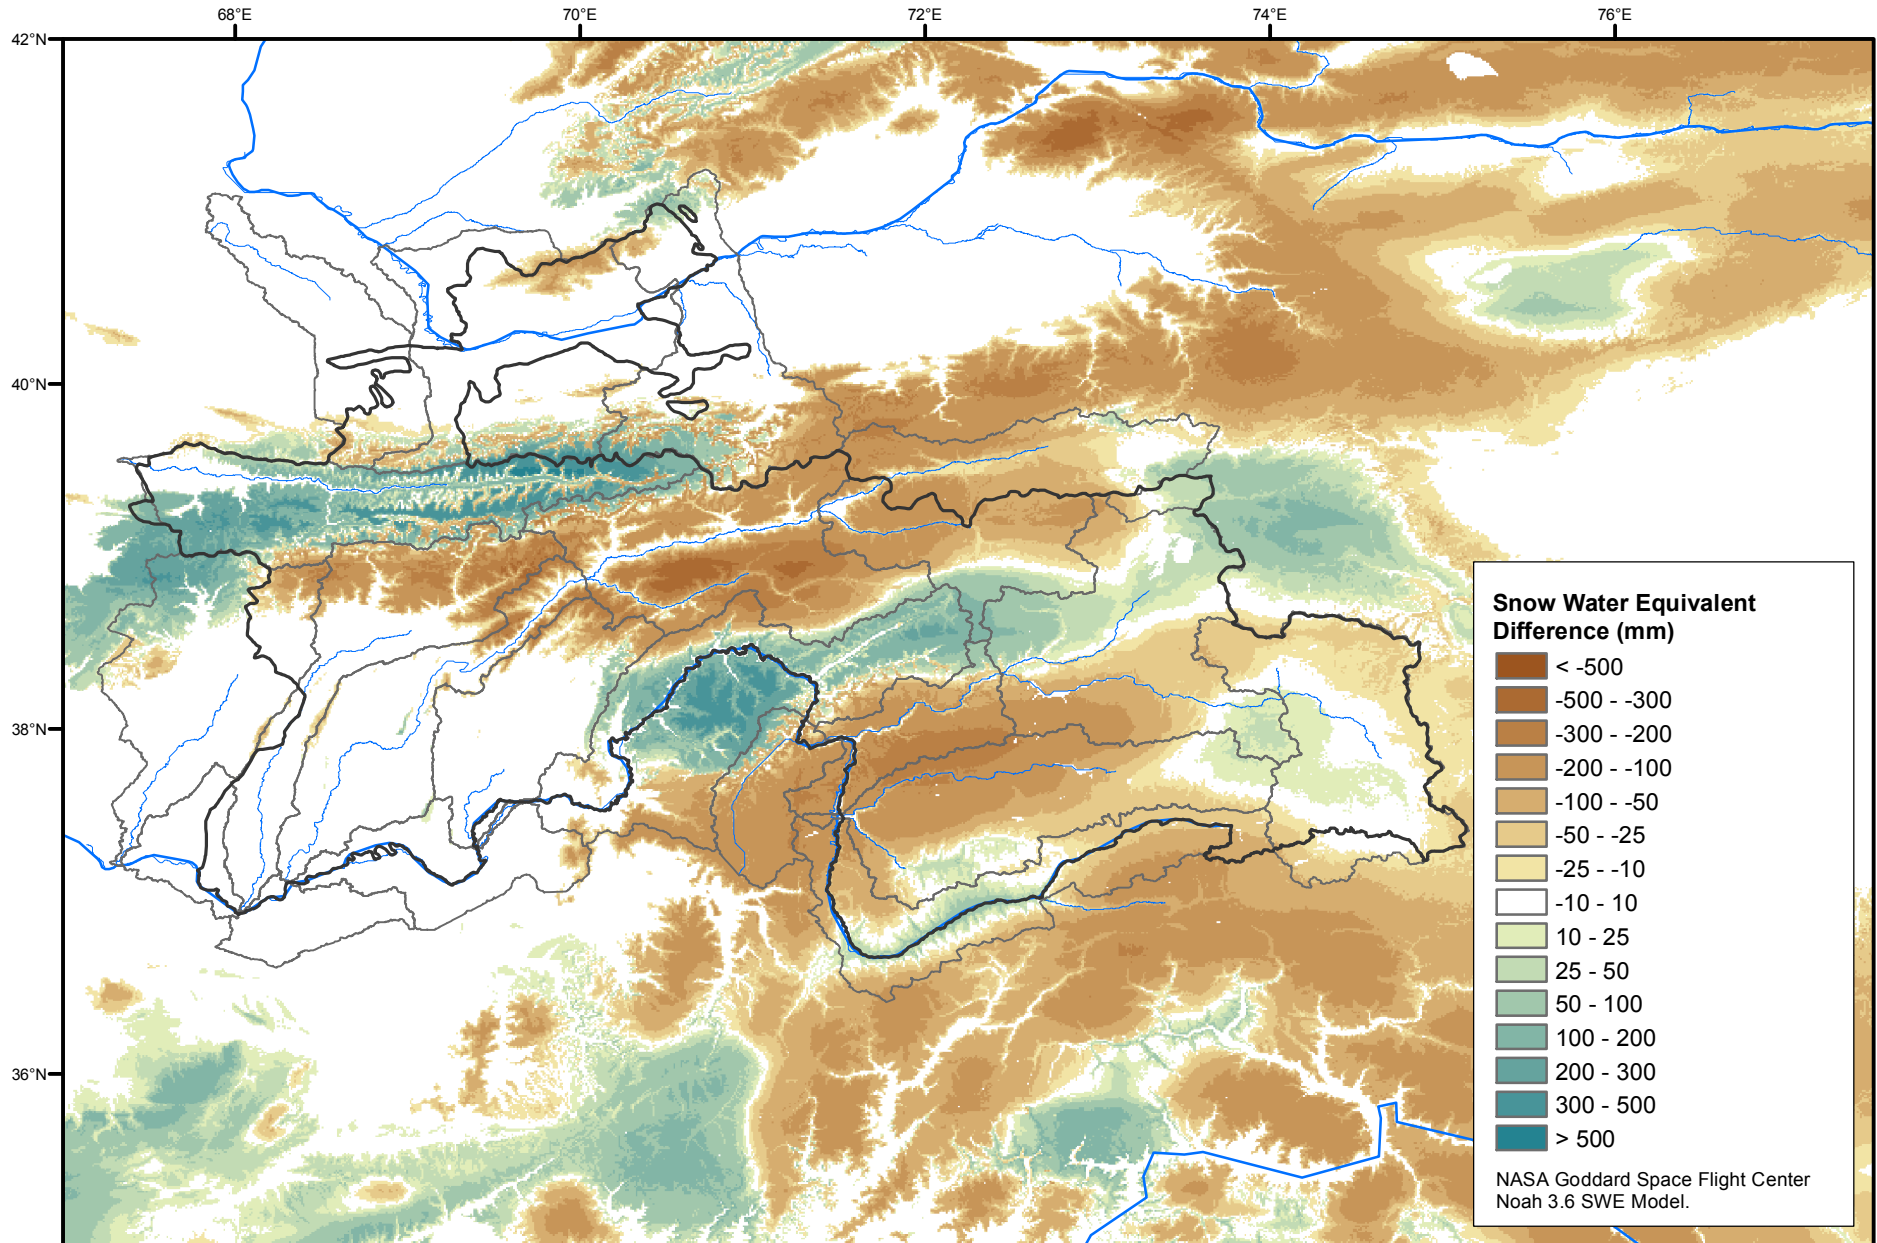 68°E
70°E
72°E
74°E
76°E
42°N
40°N
38°N
36°N
Snow Water Equivalent
Difference (mm)
< -500
-500 - -300
-300 - -200
-200 - -100
-100 - -50
-50 - -25
-25 - -10
-10 - 10
10 - 25
25 - 50
50 - 100
100 - 200
200 - 300
300 - 500
> 500
NASA Goddard Space Flight Center
Noah 3.6 SWE Model.